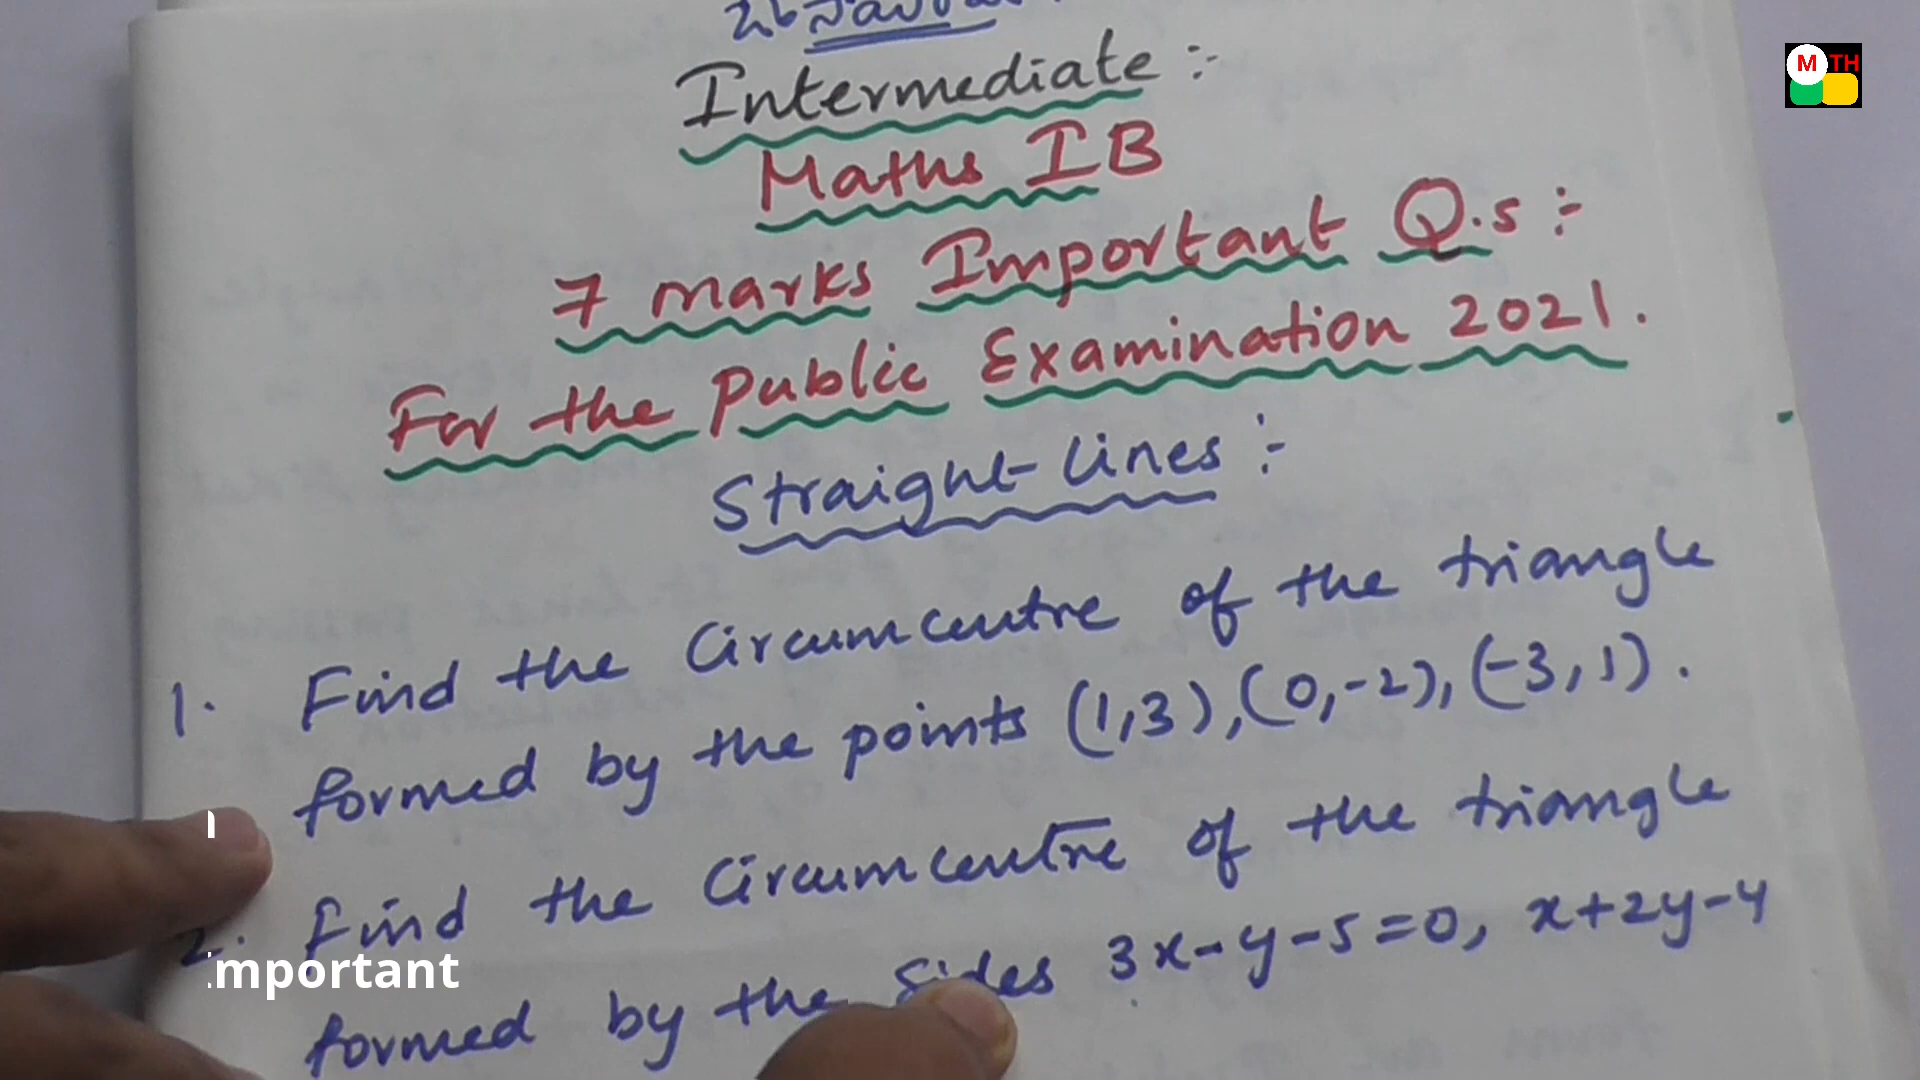 Intermediate :-
Maths IB
7 marks Important Q.s :-
For the Public Examination 2021.
Straight lines :-
1. Find the Circumcentre of the triangle
formed by the points (1,3), (0,-2), (-3,1).
2. Find the Circumcentre of the triangle
formed by the sides 3x-y-5=0, x+2y-4
mportant
M TH